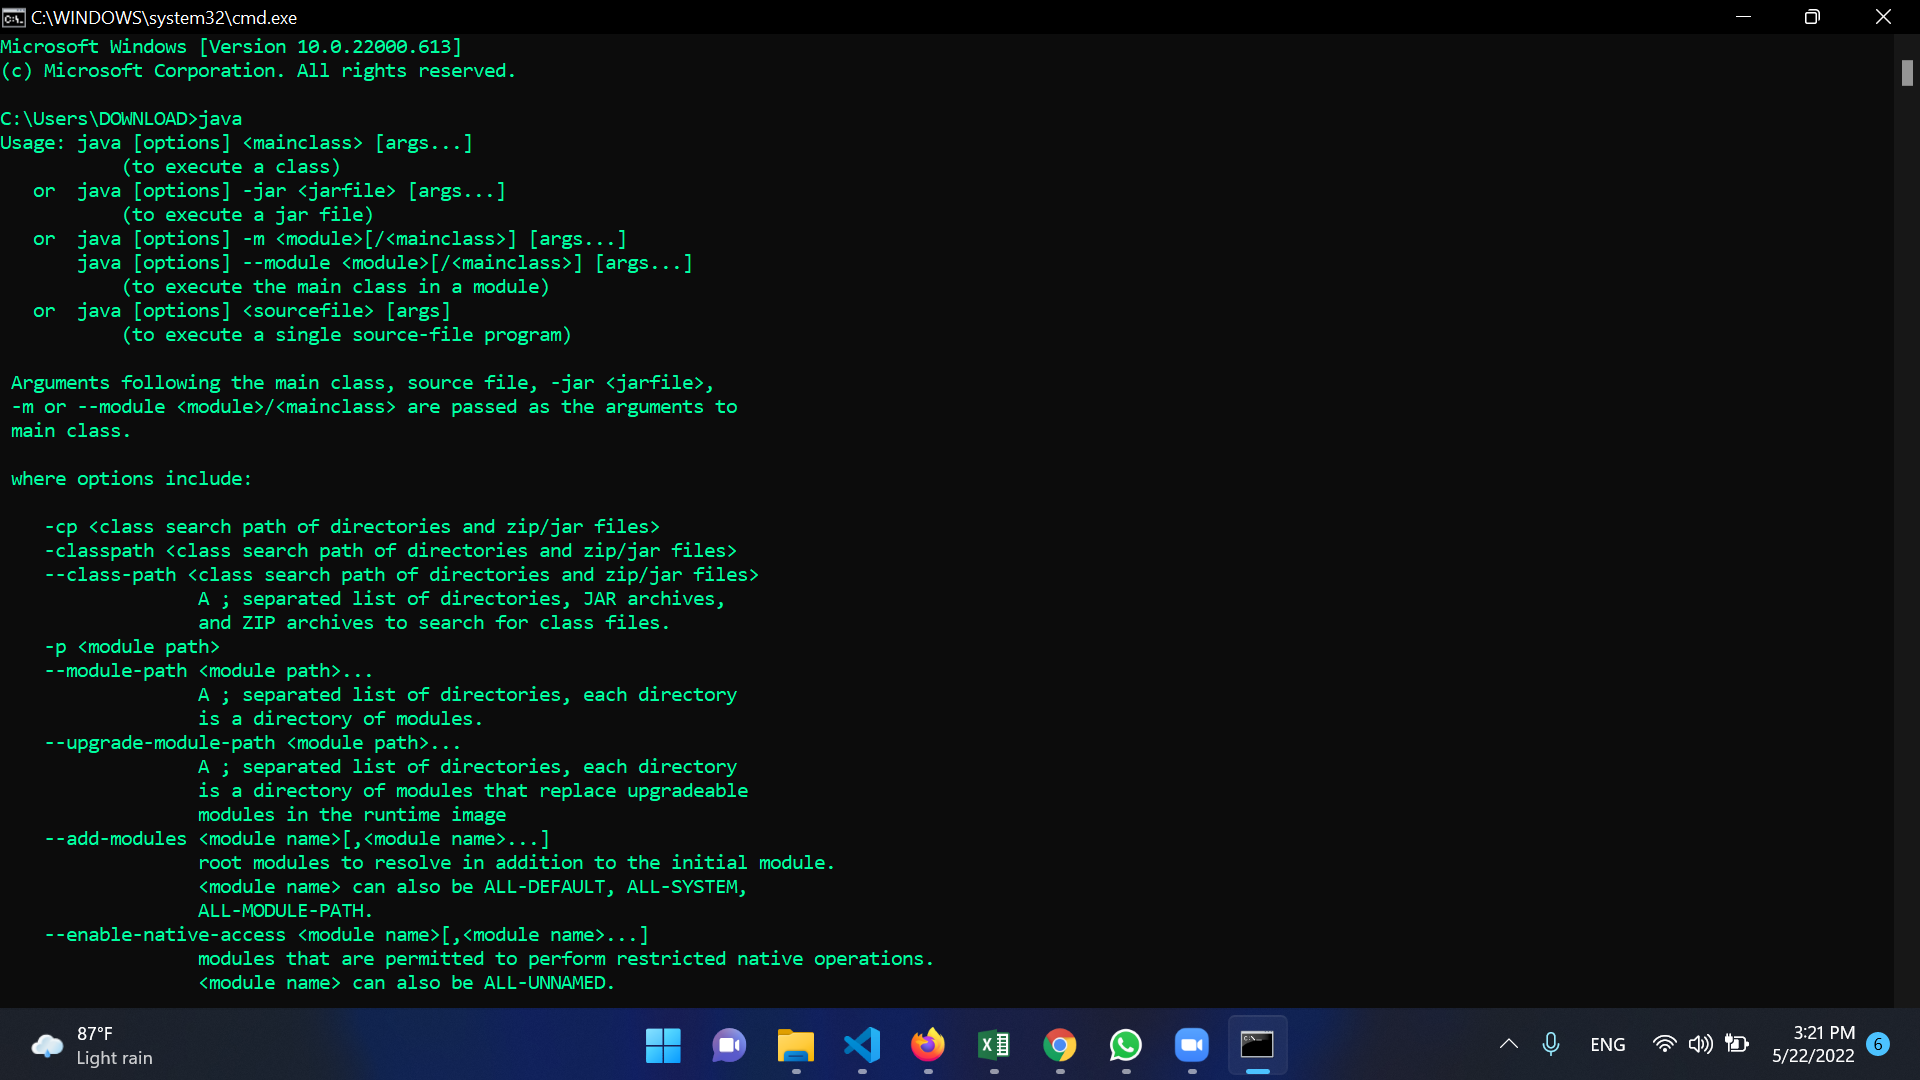 C:\WINDOWS\system32\cmd.exe
Microsoft Windows [Version 10.0.22000.613]
(c) Microsoft Corporation. All rights reserved.
C:\Users\DOWNLOAD>java
Usage: java [options] <mainclass> [args...]
(to execute a class)
or  java [options] -jar <jarfile> [args...]
(to execute a jar file)
or  java [options] -m <module>[/<mainclass>] [args...]
java [options] --module <module>[/<mainclass>] [args...]
(to execute the main class in a module)
or  java [options] <sourcefile> [args]
(to execute a single source-file program)
Arguments following the main class, source file, -jar <jarfile>,
-m or --module <module>/<mainclass> are passed as the arguments to
main class.
where options include:
-cp <class search path of directories and zip/jar files>
-classpath <class search path of directories and zip/jar files>
--class-path <class search path of directories and zip/jar files>
A ; separated list of directories, JAR archives,
and ZIP archives to search for class files.
-p <module path>
--module-path <module path>...
A ; separated list of directories, each directory
is a directory of modules.
--upgrade-module-path <module path>...
A ; separated list of directories, each directory
is a directory of modules that replace upgradeable
modules in the runtime image
--add-modules <module name>[,<module name>...]
root modules to resolve in addition to the initial module.
<module name> can also be ALL-DEFAULT, ALL-SYSTEM,
ALL-MODULE-PATH.
--enable-native-access <module name>[,<module name>...]
modules that are permitted to perform restricted native operations.
<module name> can also be ALL-UNNAMED.
87°F
Light rain
ENG
3:21 PM
5/22/2022
6